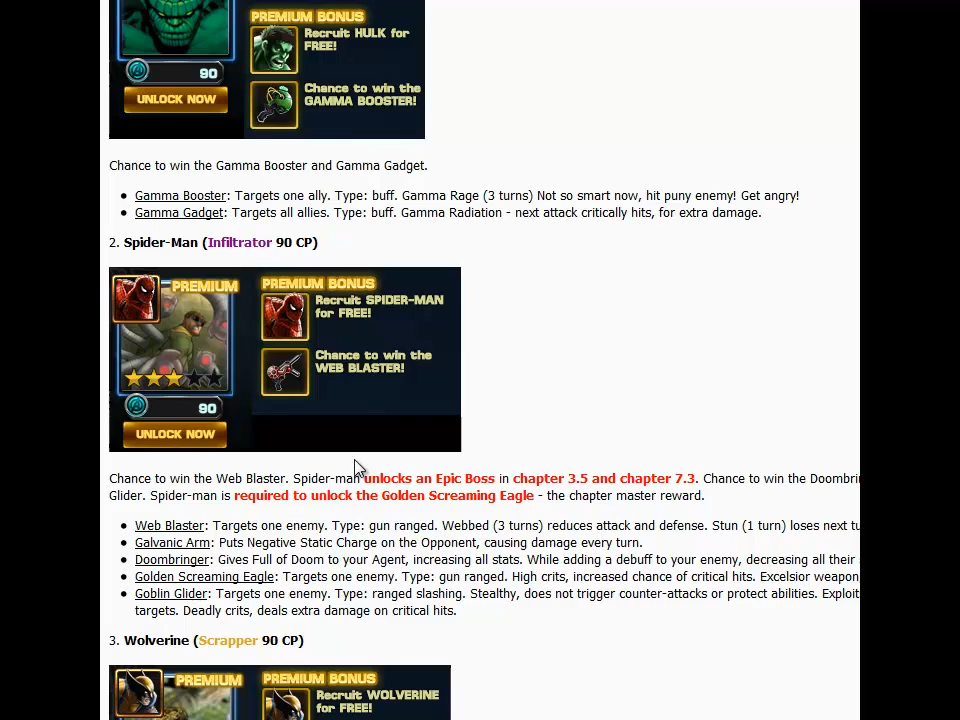 PREMIUM BONUS
Recruit HULK for
FREE!
90
UNLOCK NOW
Chance to win the
GAMMA BOOSTER!
Chance to win the Gamma Booster and Gamma Gadget.
Gamma Booster: Targets one ally. Type: buff. Gamma Rage (3 turns) Not so smart now, hit puny enemy! Get angry!
Gamma Gadget: Targets all allies. Type: buff. Gamma Radiation - next attack critically hits, for extra damage.
2. Spider-Man (Infiltrator 90 CP)
PREMIUM
PREMIUM BONUS
Recruit SPIDER-MAN
for FREE!
Chance to win the
WEB BLASTER!
90
UNLOCK NOW
Chance to win the Web Blaster. Spider-man unlocks an Epic Boss in chapter 3.5 and chapter 7.3. Chance to win the Doombri
Glider. Spider-man is required to unlock the Golden Screaming Eagle - the chapter master reward.
Web Blaster: Targets one enemy. Type: gun ranged. Webbed (3 turns) reduces attack and defense. Stun (1 turn) loses next tu
Galvanic Arm: Puts Negative Static Charge on the Opponent, causing damage every turn.
Doombringer: Gives Full of Doom to your Agent, increasing all stats. While adding a debuff to your enemy, decreasing all their
Golden Screaming Eagle: Targets one enemy. Type: gun ranged. High crits, increased chance of critical hits. Excelsior weapon
Goblin Glider: Targets one enemy. Type: ranged slashing. Stealthy, does not trigger counter-attacks or protect abilities. Exploit
targets. Deadly crits, deals extra damage on critical hits.
3. Wolverine (Scrapper 90 CP)
PREMIUM
PREMIUM BONUS
Recruit WOLVERINE
for FREE!